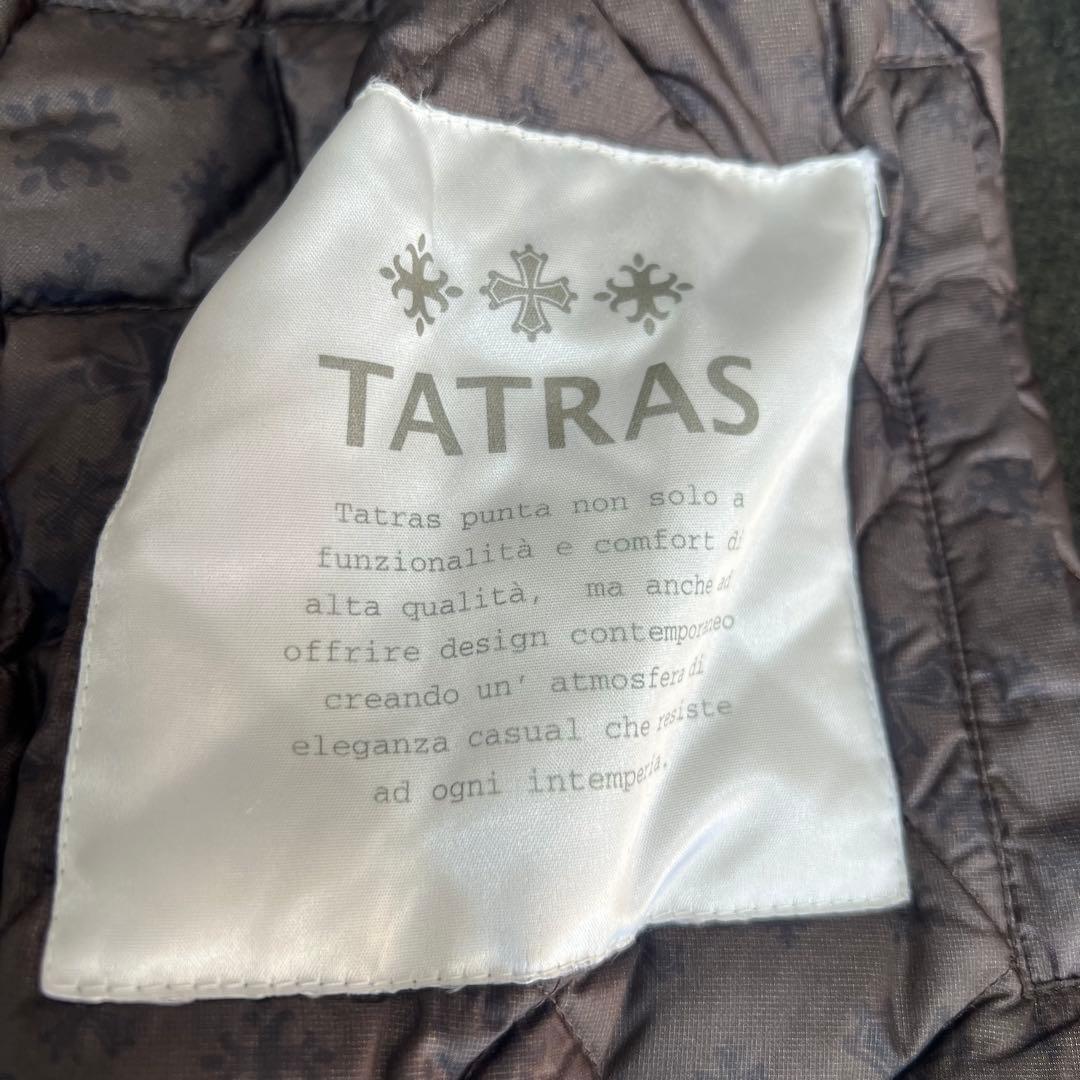 TATRAS
Tatras punta non solo a
funzionalità e comfort di
alta qualità, ma anche ad
offrire design contemporaneo
creando un' atmosfera di
eleganza casual che resiste
ad ogni intemperia.